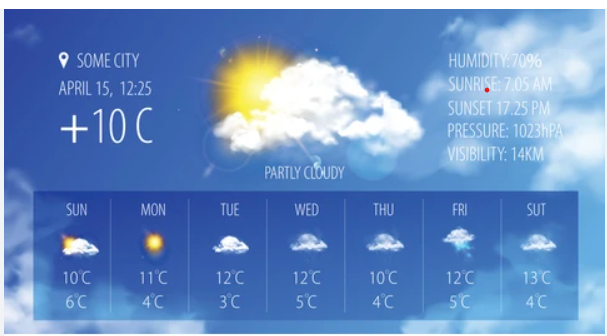 SOME CITY
APRIL 15, 12:25
+10 C
HUMIDITY: 70%
SUNRISE: 7.05 AM
SUNSET 17.25 PM
PRESSURE: 1023hPA
VISIBILITY: 14KM
PARTLY CLOUDY
SUN MON TUE WED THU FRI SUT
10°C 11°C 12°C 12°C 10°C 12°C 13°C
6°C 4°C 3°C 5°C 4°C 5°C 4°C